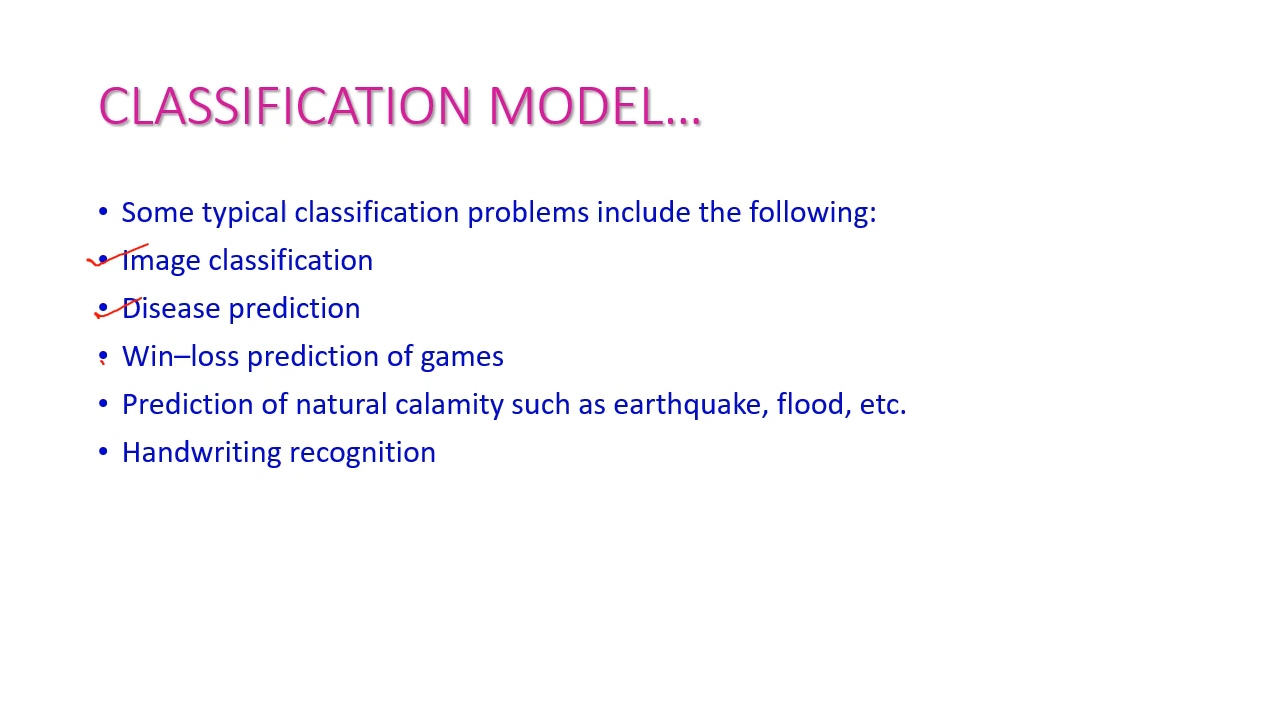 CLASSIFICATION MODEL...
• Some typical classification problems include the following:
• Image classification
• Disease prediction
• Win–loss prediction of games
• Prediction of natural calamity such as earthquake, flood, etc.
• Handwriting recognition